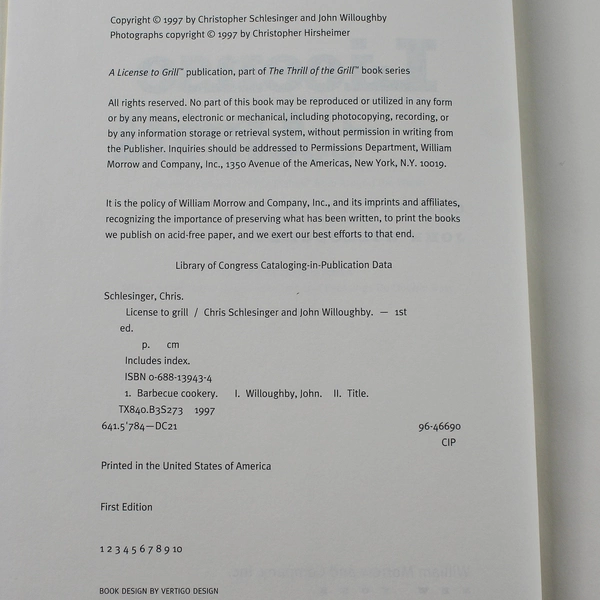 Copyright © 1997 by Christopher Schlesinger and John Willoughby
Photographs copyright © 1997 by Christopher Hirsheimer
A License to Grill™ publication, part of The Thrill of the Grill™ book series
All rights reserved. No part of this book may be reproduced or utilized in any form
or by any means, electronic or mechanical, including photocopying, recording, or
by any information storage or retrieval system, without permission in writing from
the Publisher. Inquiries should be addressed to Permissions Department, William
Morrow and Company, Inc., 1350 Avenue of the Americas, New York, N.Y. 10019.
It is the policy of William Morrow and Company, Inc., and its imprints and affiliates,
recognizing the importance of preserving what has been written, to print the books
we publish on acid-free paper, and we exert our best efforts to that end.
Library of Congress Cataloging-in-Publication Data
Schlesinger, Chris.
License to grill / Chris Schlesinger and John Willoughby. — 1st
ed.
p. cm
Includes index.
ISBN 0-688-13943-4
1. Barbecue cookery. I. Willoughby, John. II. Title.
TX840.B3S273 1997
641.5'784—DC21 96-46690
CIP
Printed in the United States of America
First Edition
1 2 3 4 5 6 7 8 9 10
BOOK DESIGN BY VERTIGO DESIGN